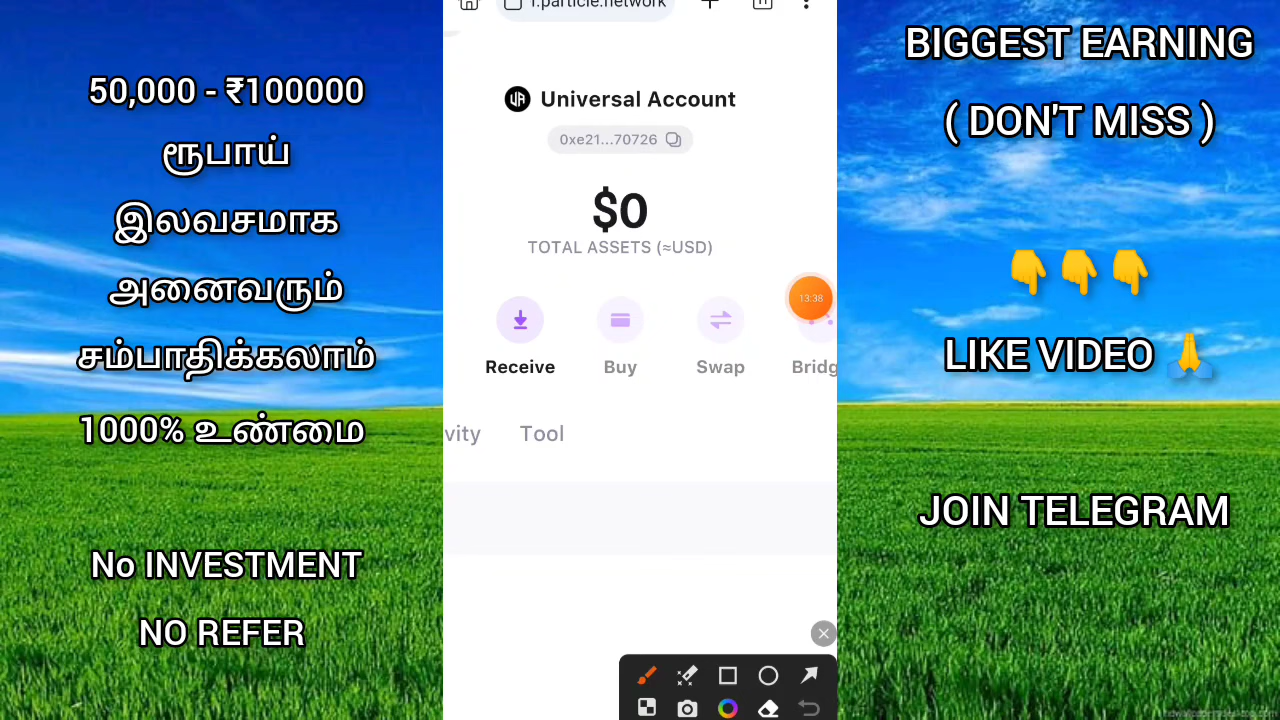 50,000 - ₹100000
ரூபாய்
இலவசமாக
அனைவரும்
சம்பாதிக்கலாம்
1000% உண்மை
No INVESTMENT
NO REFER
.particle.network
Universal Account
0xe21...70726
$0
TOTAL ASSETS (≈USD)
13:38
Receive
Buy
Swap
Bridg
vity
Tool
BIGGEST EARNING
( DON'T MISS )
👇👇👇
LIKE VIDEO 🙏
JOIN TELEGRAM